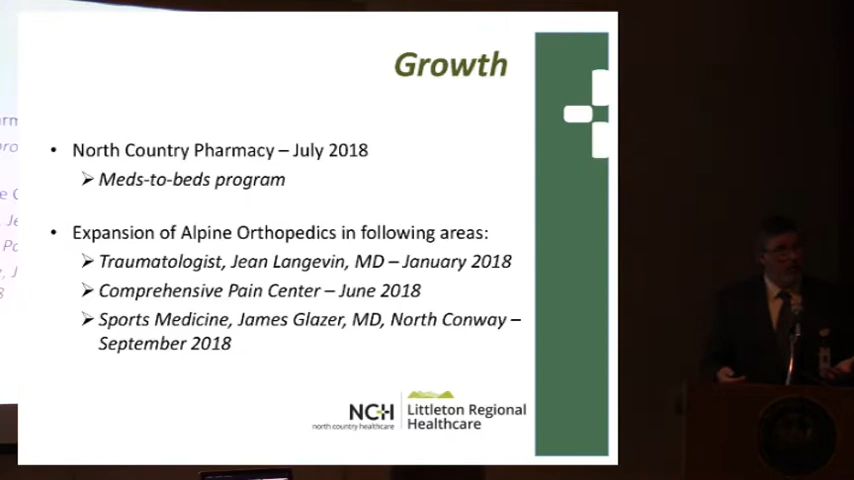 Growth
• North Country Pharmacy – July 2018
➢ Meds-to-beds program
• Expansion of Alpine Orthopedics in following areas:
➢ Traumatologist, Jean Langevin, MD – January 2018
➢ Comprehensive Pain Center – June 2018
➢ Sports Medicine, James Glazer, MD, North Conway –
September 2018
NCH
north country healthcare
Littleton Regional
Healthcare